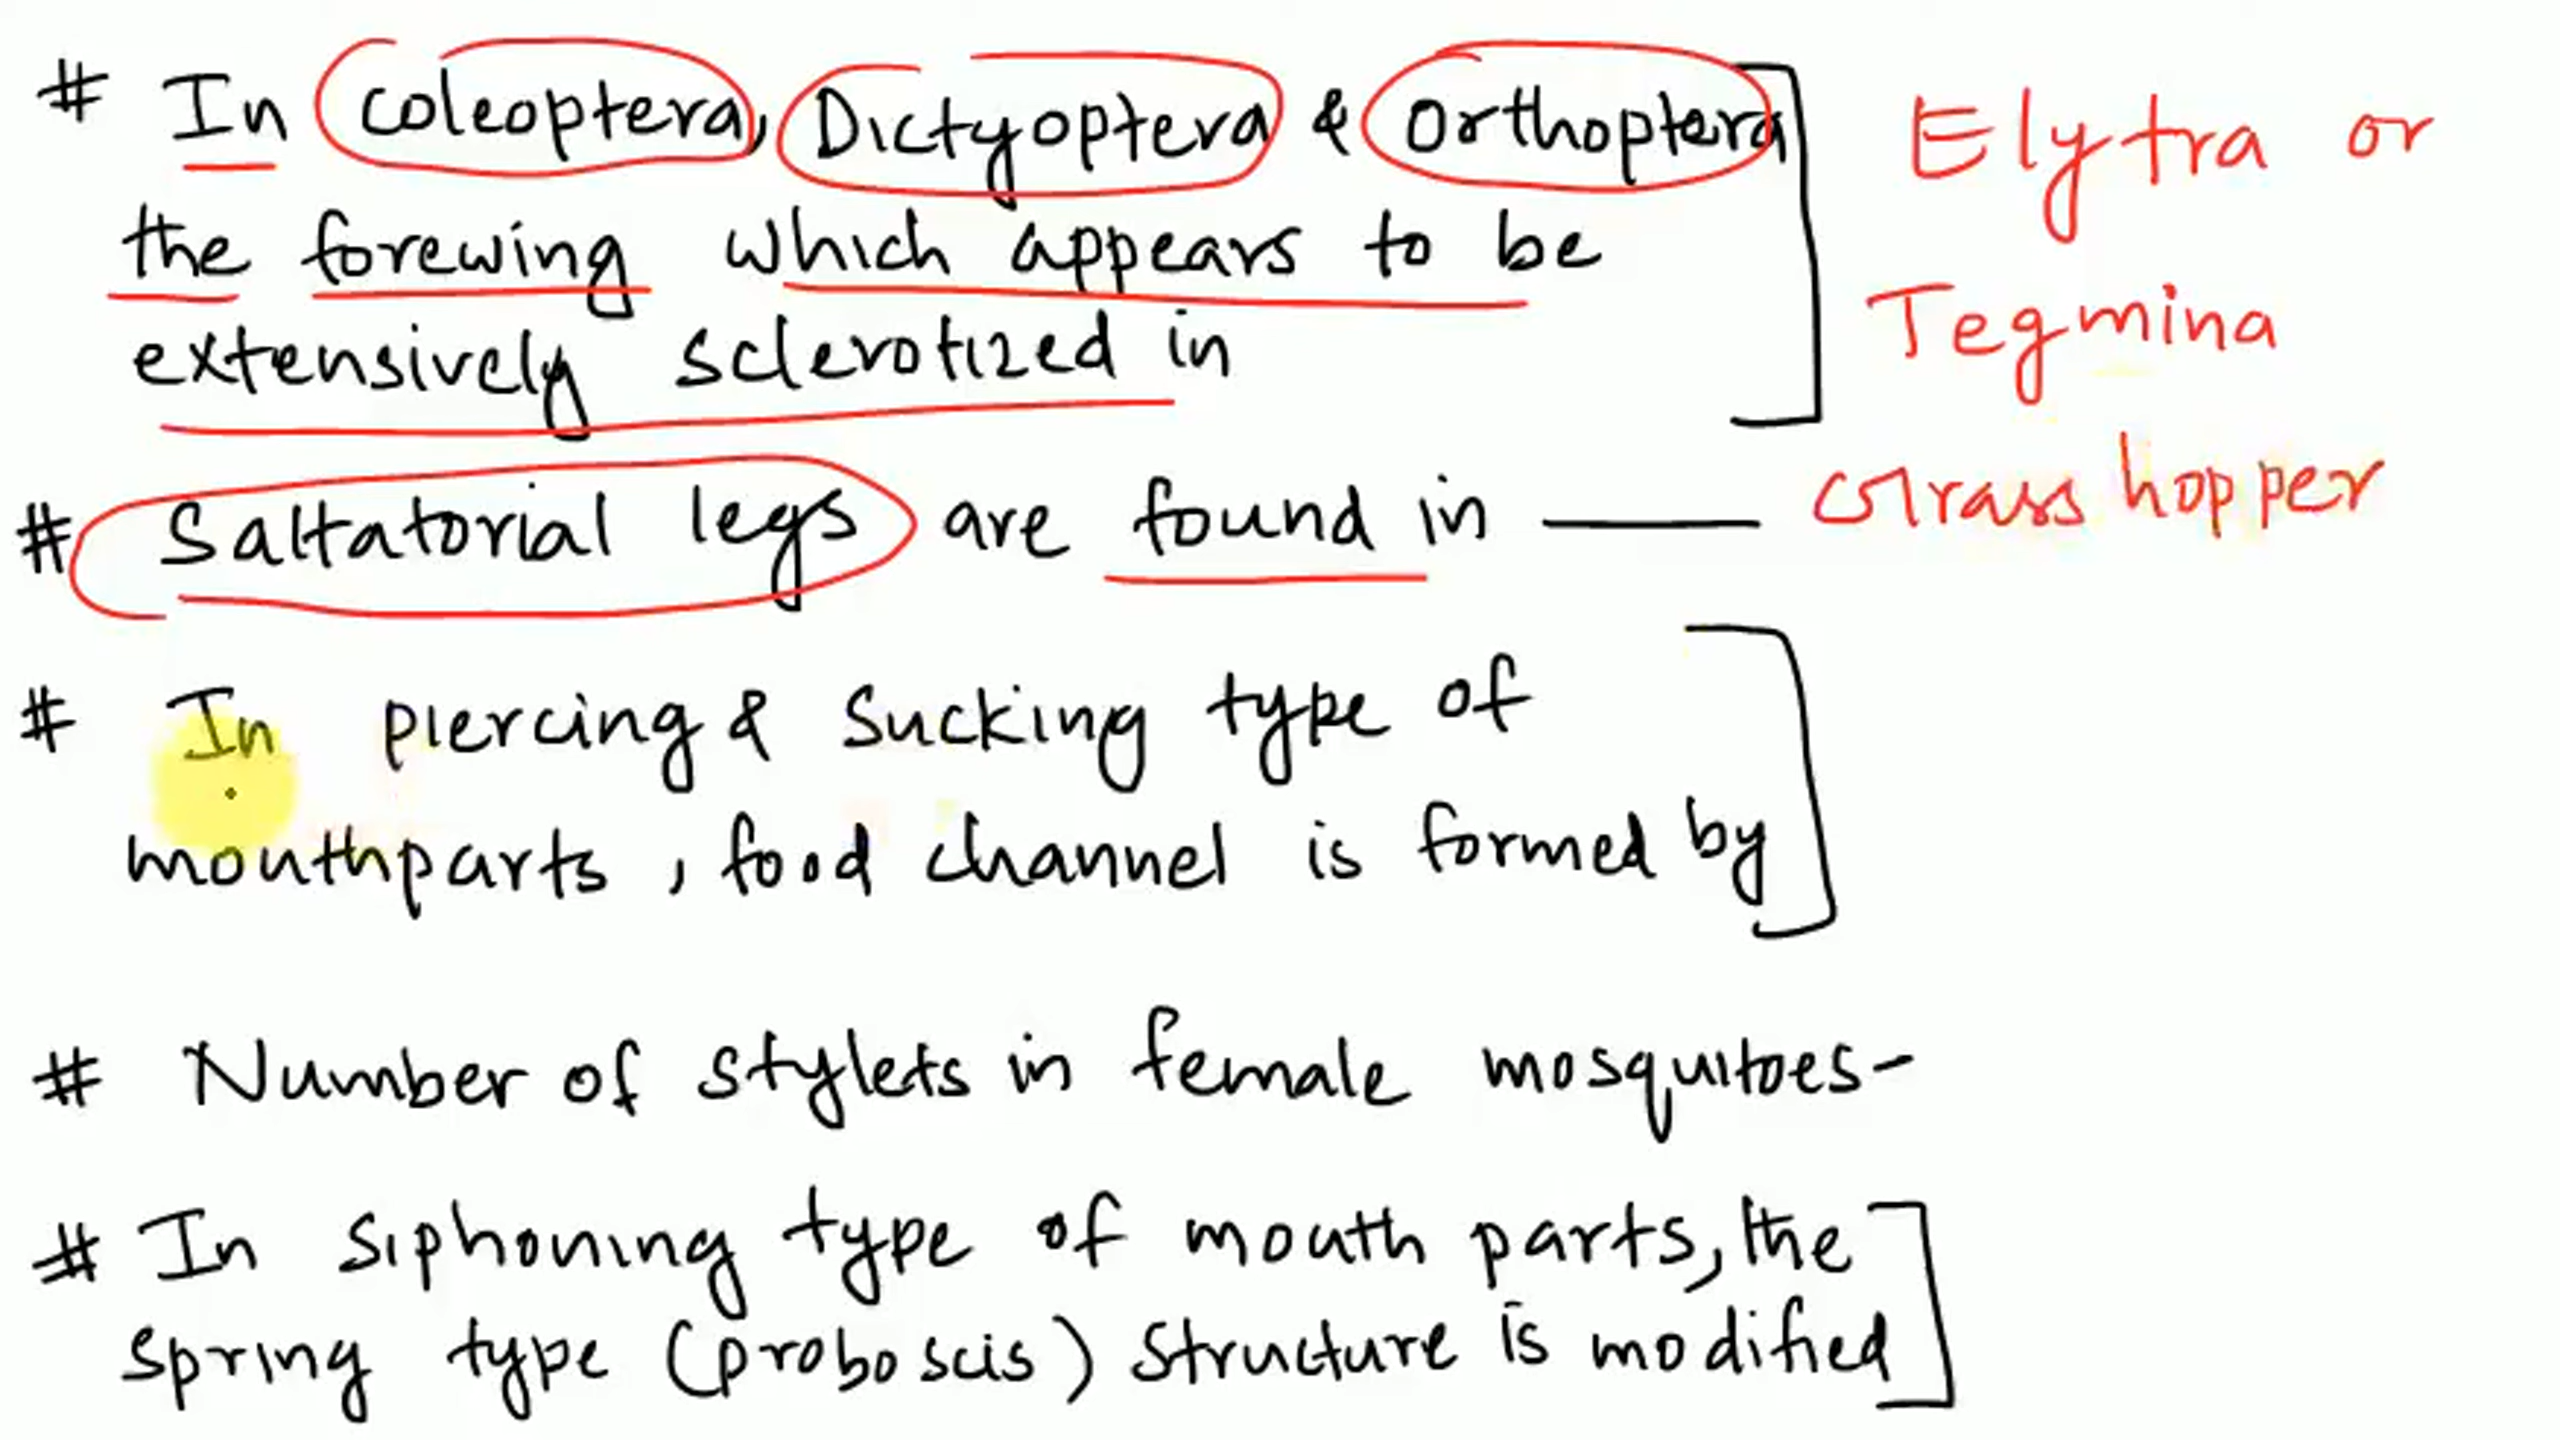 # In Coleoptera, Dictyoptera & Orthoptera
Elytra or
the forewing which appears to be
Tegmina
extensively sclerotized in
# Saltatorial legs are found in —— Grass hopper
# In piercing & Sucking type of
mouthparts, food channel is formed by
# Number of stylets in female mosquitoes-
# In siphoning type of mouth parts, the
spring type (proboscis) structure is modified